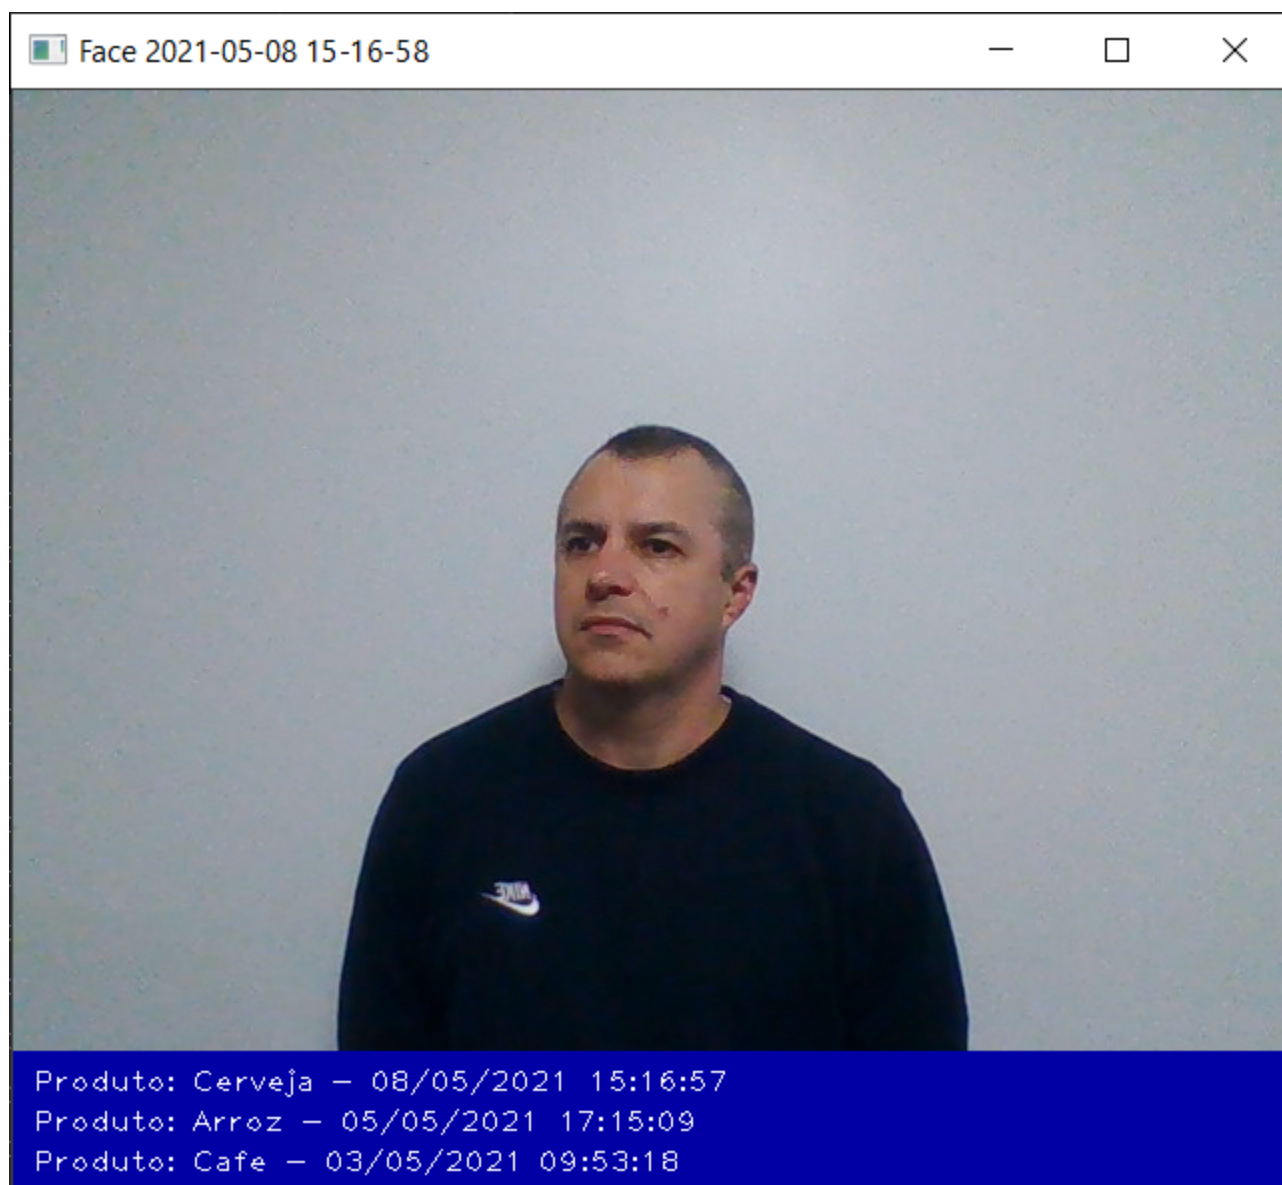 Face 2021-05-08 15-16-58
NIKE
Produto: Cerveja - 08/05/2021 15:16:57
Produto: Arroz - 05/05/2021 17:15:09
Produto: Cafe - 03/05/2021 09:53:18